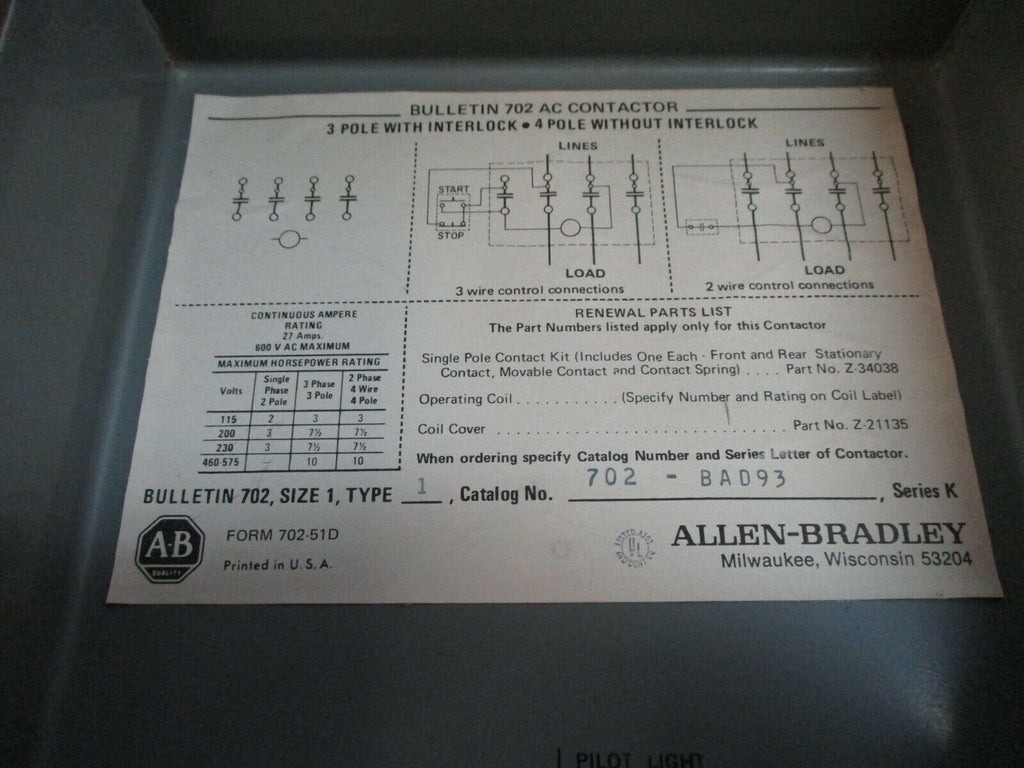 BULLETIN 702 AC CONTACTOR
3 POLE WITH INTERLOCK • 4 POLE WITHOUT INTERLOCK
LINES
START
STOP
LOAD
3 wire control connections
LINES
LOAD
2 wire control connections
CONTINUOUS AMPERE
RATING
27 Amps.
600 V AC MAXIMUM
MAXIMUM HORSEPOWER RATING
Volts Single Phase 2 Pole 3 Phase 3 Pole 2 Phase 4 Wire 4 Pole
115 2 3 3
200 3 7½ 7½
230 3 7½ 7½
460-575 – 10 10
RENEWAL PARTS LIST
The Part Numbers listed apply only for this Contactor
Single Pole Contact Kit (Includes One Each - Front and Rear Stationary
Contact, Movable Contact and Contact Spring) . . . . Part No. Z-34038
Operating Coil . . . . . . . . . . . (Specify Number and Rating on Coil Label)
Coil Cover . . . . . . . . . . . . . . . . . . . . . . . . . . . . . Part No. Z-21135
When ordering specify Catalog Number and Series Letter of Contactor.
BULLETIN 702, SIZE 1, TYPE 1, Catalog No. 702 - BAD93, Series K
A-B
QUALITY
FORM 702-51D
Printed in U. S. A.
UL
ALLEN-BRADLEY
Milwaukee, Wisconsin 53204
PILOT LIGHT